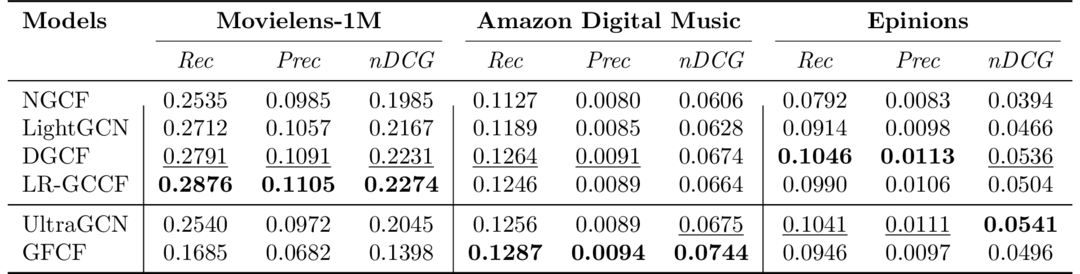 Models Movielens-1M Amazon Digital Music Epinions
Rec Prec nDCG Rec Prec nDCG Rec Prec nDCG
NGCF 0.2535 0.0985 0.1985 0.1127 0.0080 0.0606 0.0792 0.0083 0.0394
LightGCN 0.2712 0.1057 0.2167 0.1189 0.0085 0.0628 0.0914 0.0098 0.0466
DGCF 0.2791 0.1091 0.2231 0.1264 0.0091 0.0674 0.1046 0.0113 0.0536
LR-GCCF 0.2876 0.1105 0.2274 0.1246 0.0089 0.0664 0.0990 0.0106 0.0504
UltraGCN 0.2540 0.0972 0.2045 0.1256 0.0089 0.0675 0.1041 0.0111 0.0541
GFCF 0.1685 0.0682 0.1398 0.1287 0.0094 0.0744 0.0946 0.0097 0.0496